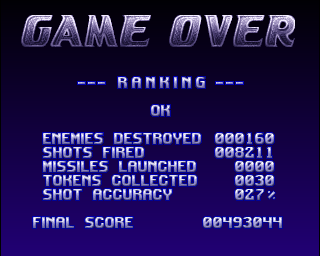 GAME OVER
--- RANKING ---
OK
ENEMIES DESTROYED 000160
SHOTS FIRED 008211
MISSILES LAUNCHED 0000
TOKENS COLLECTED 0030
SHOT ACCURACY 027%
FINAL SCORE 00493044